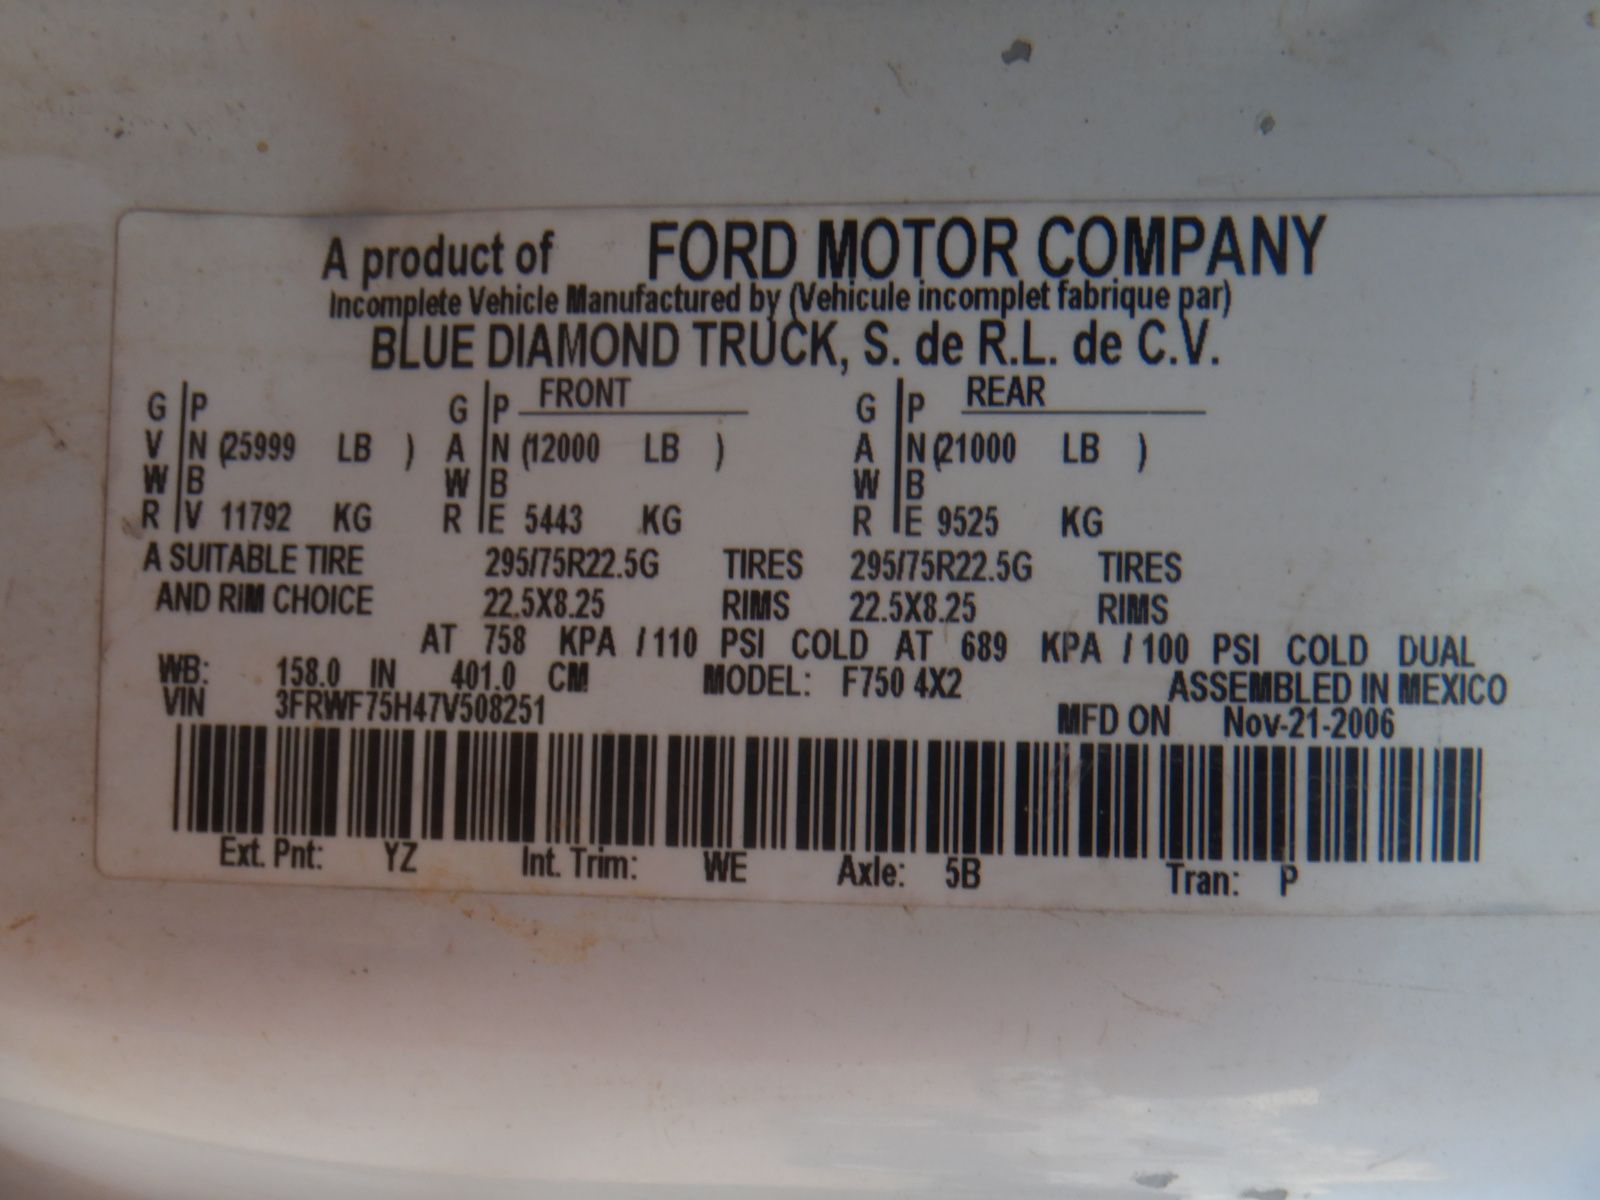 A product of FORD MOTOR COMPANY
Incomplete Vehicle Manufactured by (Vehicule incomplet fabrique par)
BLUE DIAMOND TRUCK, S. de R.L. de C.V.
G P G P FRONT G P REAR
V N (25999 LB ) A N (12000 LB ) A N (21000 LB )
W B W B W B
R V 11792 KG R E 5443 KG R E 9525 KG
A SUITABLE TIRE 295/75R22.5G TIRES 295/75R22.5G TIRES
AND RIM CHOICE 22.5X8.25 RIMS 22.5X8.25 RIMS
AT 758 KPA / 110 PSI COLD AT 689 KPA / 100 PSI COLD DUAL
WB: 158.0 IN 401.0 CM MODEL: F750 4X2 ASSEMBLED IN MEXICO
VIN 3FRWF75H47V508251 MFD ON Nov-21-2006
Ext. Pnt: YZ Int. Trim: WE Axle: 5B Tran: P